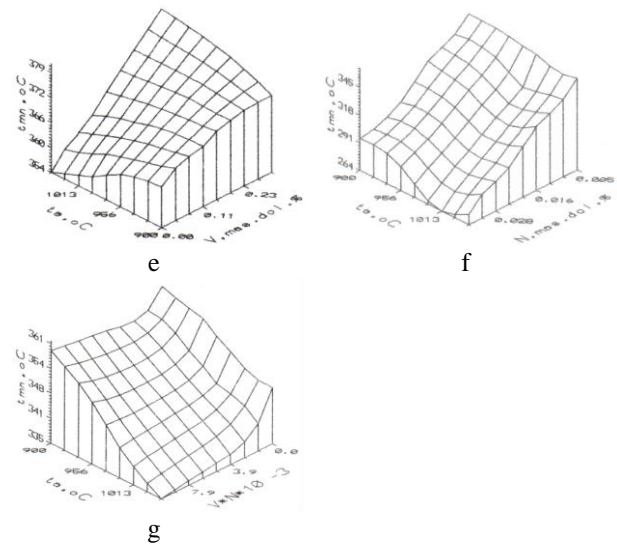 379
372
366
360
354
tmn,oC
1013
956
900
ta,oC
0.00
0.11
0.23
V,mas.dol,%
e
345
318
291
264
tmn,oC
900
956
1013
ta,oC
0.028
0.016
0.005
N,mas.dol,%
f
361
354
348
341
335
tmn,oC
900
956
1013
ta,oC
7.9
3.9
0.0
V*N*10 -3
g